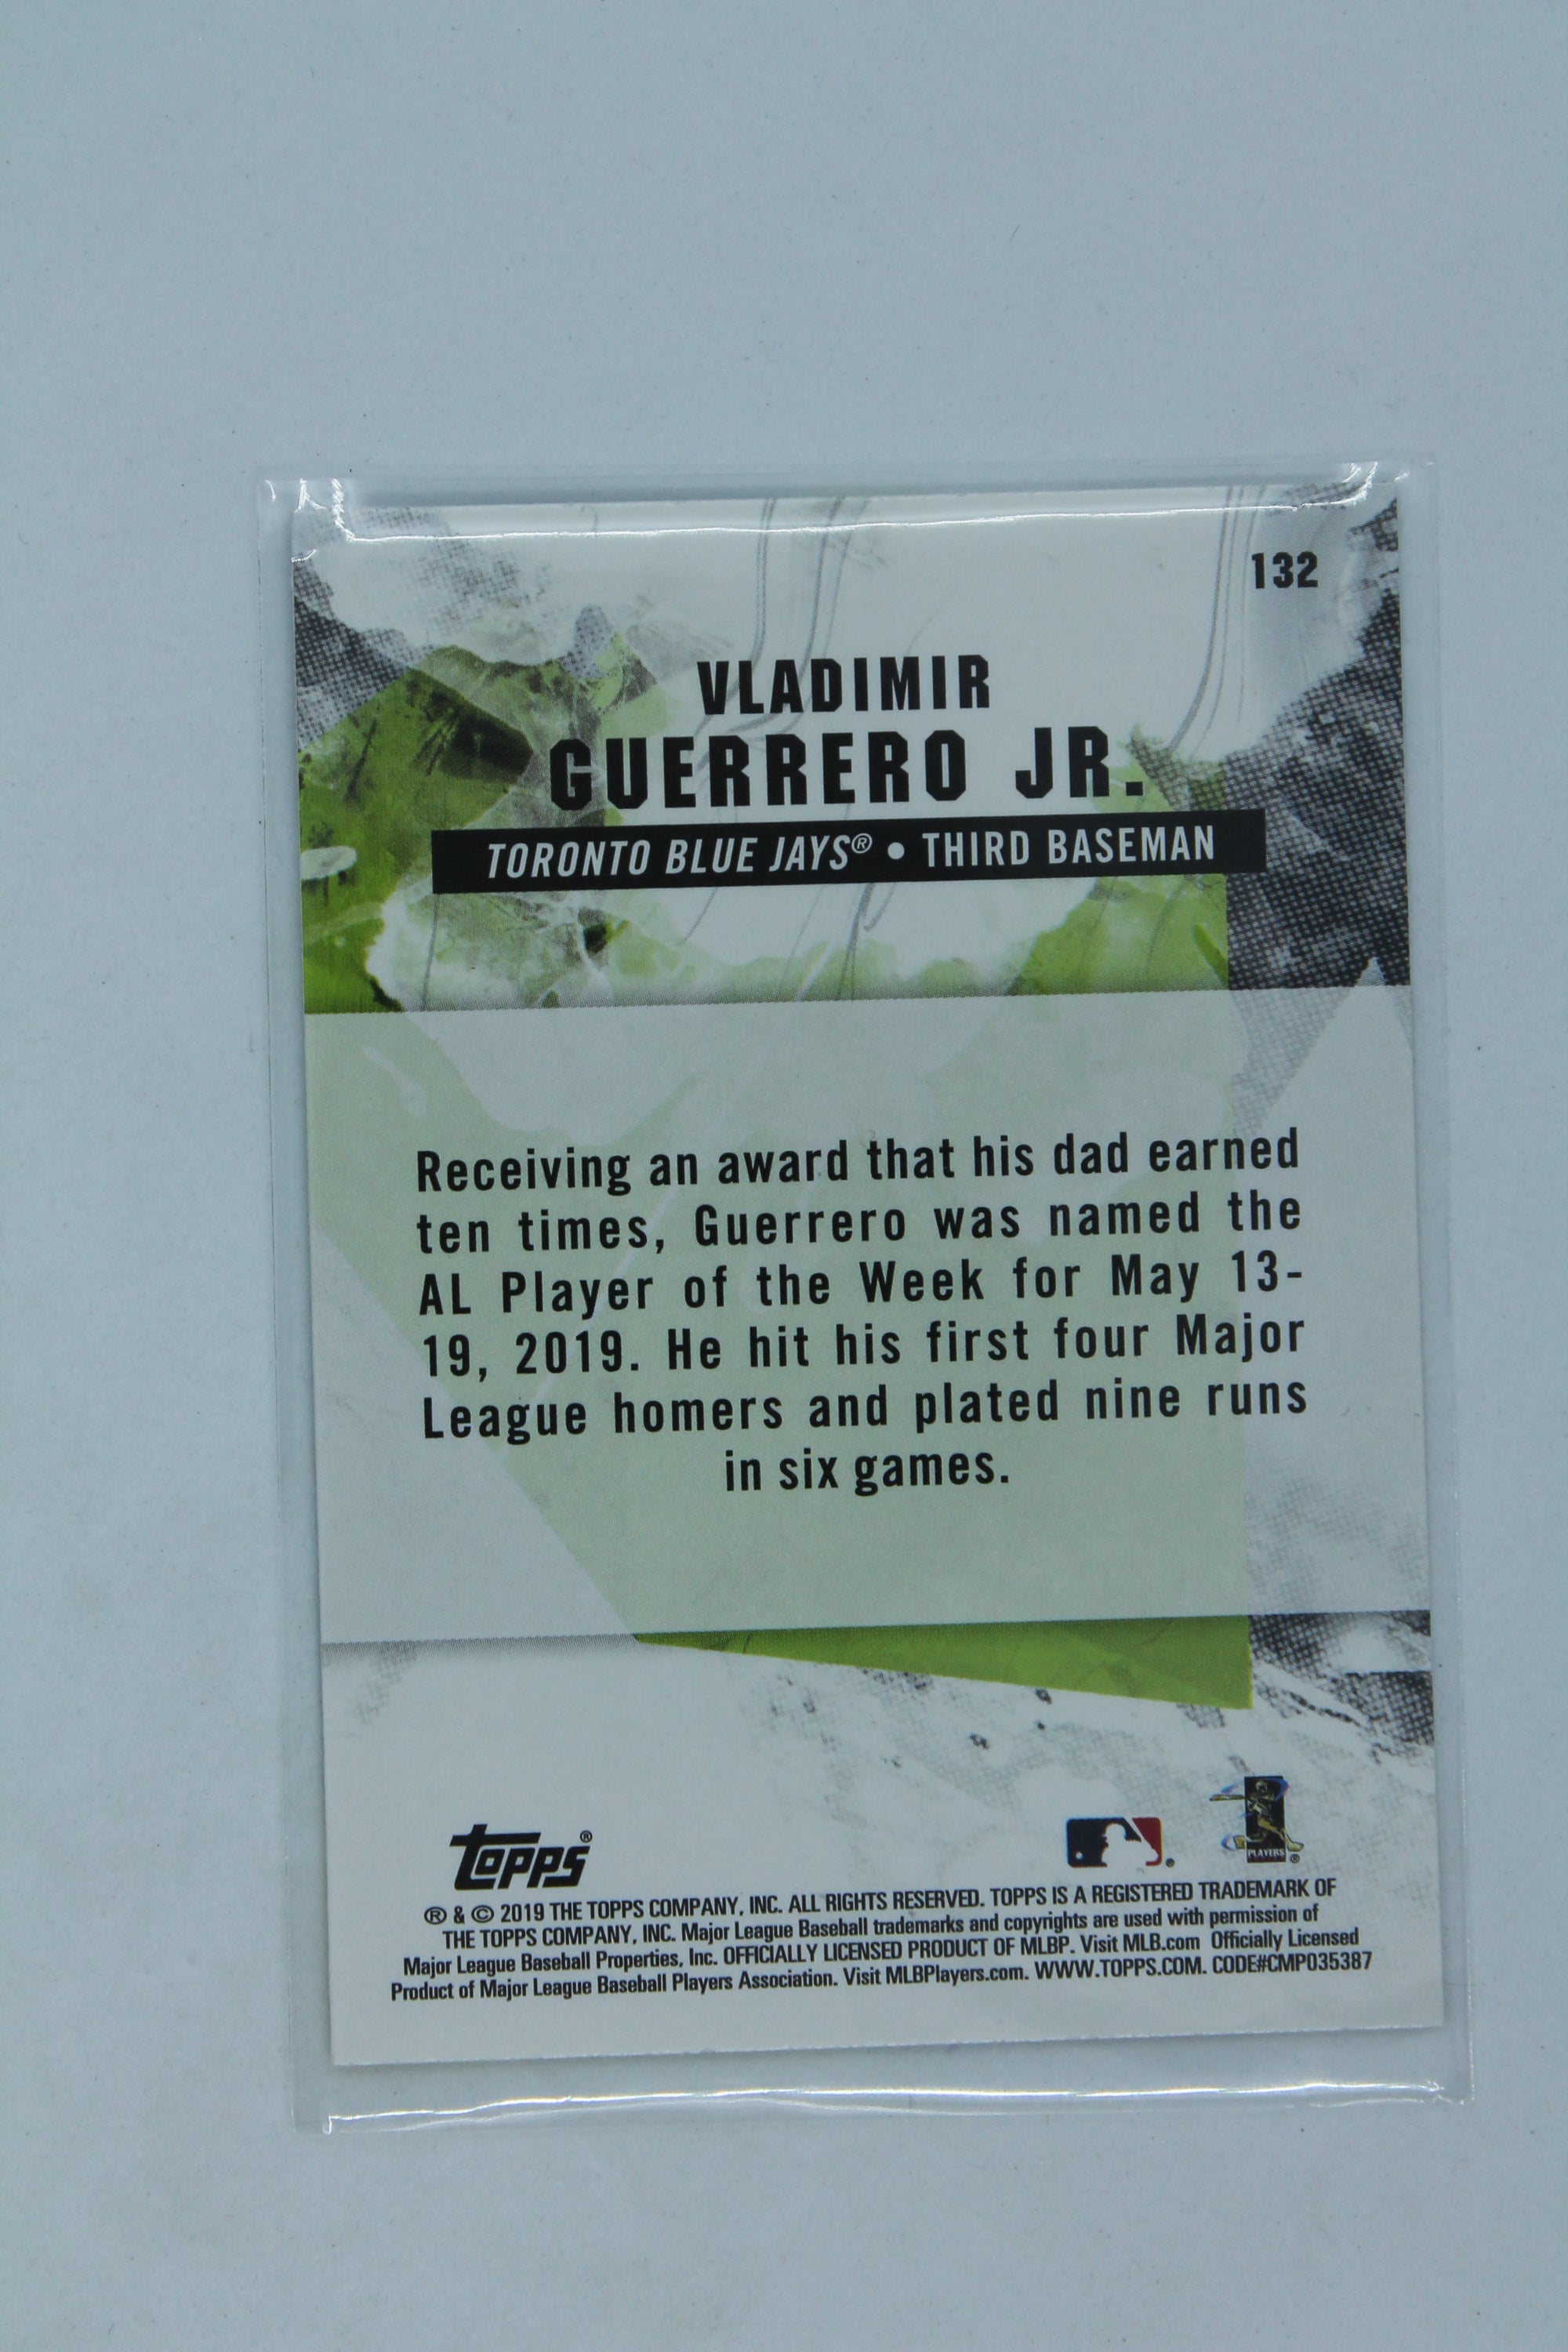 132
VLADIMIR
GUERRERO JR.
TORONTO BLUE JAYS® • THIRD BASEMAN
Receiving an award that his dad earned
ten times, Guerrero was named the
AL Player of the Week for May 13-
19, 2019. He hit his first four Major
League homers and plated nine runs
in six games.
topps®
PLAYERS ®
® & © 2019 THE TOPPS COMPANY, INC. ALL RIGHTS RESERVED. TOPPS IS A REGISTERED TRADEMARK OF
THE TOPPS COMPANY, INC. Major League Baseball trademarks and copyrights are used with permission of
Major League Baseball Properties, Inc. OFFICIALLY LICENSED PRODUCT OF MLBP. Visit MLB.com Officially Licensed
Product of Major League Baseball Players Association. Visit MLBPlayers.com. WWW.TOPPS.COM. CODE#CMP035387